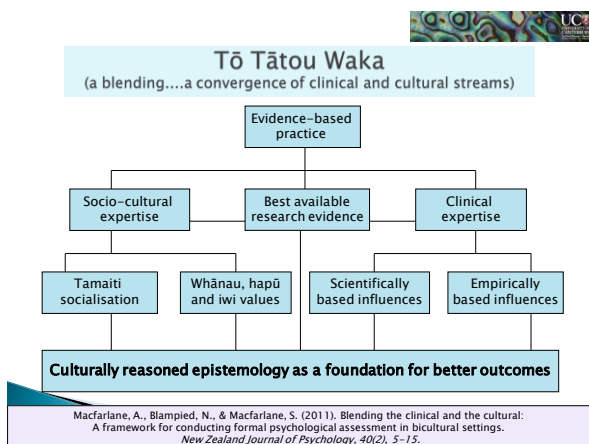 UC
Tō Tātou Waka
(a blending....a convergence of clinical and cultural streams)
Evidence-based
practice
Socio-cultural
expertise
Best available
research evidence
Clinical
expertise
Tamaiti
socialisation
Whānau, hapū
and iwi values
Scientifically
based influences
Empirically
based influences
Culturally reasoned epistemology as a foundation for better outcomes
Macfarlane, A., Blampied, N., & Macfarlane, S. (2011). Blending the clinical and the cultural:
A framework for conducting formal psychological assessment in bicultural settings.
New Zealand Journal of Psychology, 40(2), 5-15.